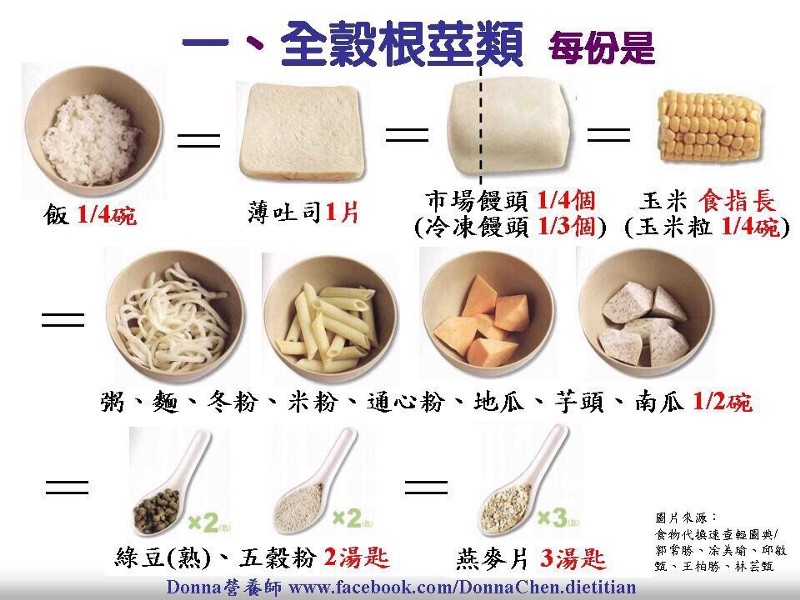 一、全穀根莖類 每份是
飯 1/4碗
薄吐司1片
市場饅頭 1/4個
(冷凍饅頭 1/3個)
玉米 食指長
(玉米粒 1/4碗)
粥、麵、冬粉、米粉、通心粉、地瓜、芋頭、南瓜 1/2碗
×2(匙)
×2(匙)
×3(匙)
綠豆(熟)、五穀粉 2湯匙
燕麥片 3湯匙
圖片來源：
食物代換速查輕圖典/
郭常勝、凃美瑜、邱敏
甄、王柏勝、林芸甄
Donna營養師 www.facebook.com/DonnaChen.dietitian